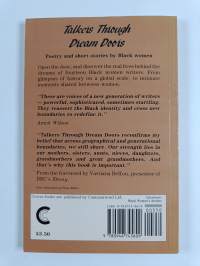 Talkers Through
Dream Doors
Poetry and short stories by Black women
Open the door, and discover the real lives behind the
dreams of fourteen Black women writers. From
glimpses of history on a global scale, to intimate
moments shared between women.
"These are voices of a new generation of writers
— powerful, sophisticated, sometimes startling.
They reassert the Black identity and cross new
boundaries to redefine it."
"Talkers Through Dream Doors reconfirms my
belief that across geographical and generational
boundaries, we still share. Our strength lies in
our mothers, sisters, aunts, nieces, daughters,
grandmothers and great grandmothers. And
that's why this book is important."
From the foreword by Vastiana Belfon, presenter of
BBC's Ebony.
£3.50